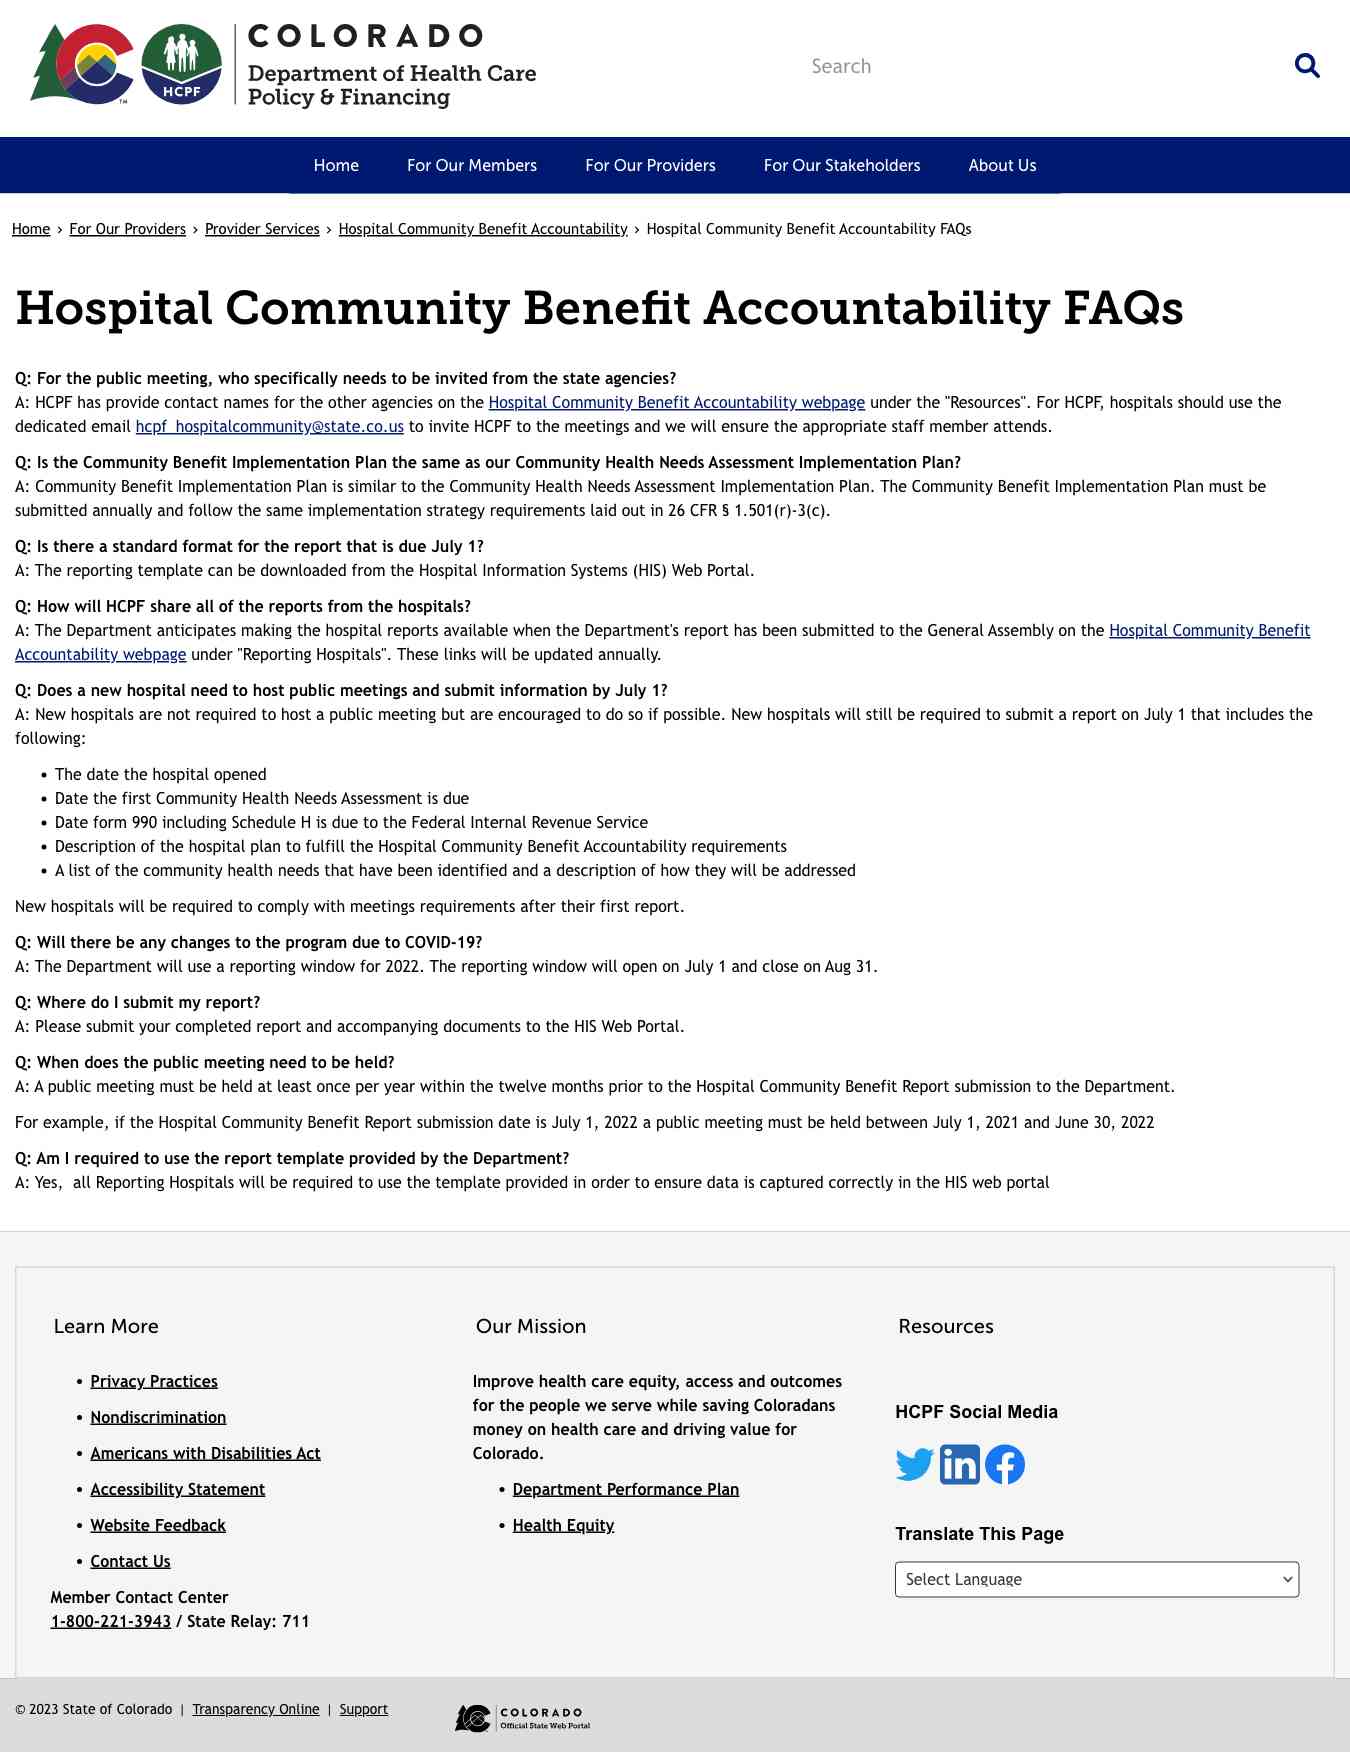 COLORADO
Department of Health Care
Policy & Financing
HCPF
TM
Search
Home
For Our Members
For Our Providers
For Our Stakeholders
About Us
Home › For Our Providers › Provider Services › Hospital Community Benefit Accountability › Hospital Community Benefit Accountability FAQs
Hospital Community Benefit Accountability FAQs
Q: For the public meeting, who specifically needs to be invited from the state agencies?
A: HCPF has provide contact names for the other agencies on the Hospital Community Benefit Accountability webpage under the "Resources". For HCPF, hospitals should use the
dedicated email hcpf_hospitalcommunity@state.co.us to invite HCPF to the meetings and we will ensure the appropriate staff member attends.
Q: Is the Community Benefit Implementation Plan the same as our Community Health Needs Assessment Implementation Plan?
A: Community Benefit Implementation Plan is similar to the Community Health Needs Assessment Implementation Plan. The Community Benefit Implementation Plan must be
submitted annually and follow the same implementation strategy requirements laid out in 26 CFR § 1.501(r)-3(c).
Q: Is there a standard format for the report that is due July 1?
A: The reporting template can be downloaded from the Hospital Information Systems (HIS) Web Portal.
Q: How will HCPF share all of the reports from the hospitals?
A: The Department anticipates making the hospital reports available when the Department's report has been submitted to the General Assembly on the Hospital Community Benefit
Accountability webpage under "Reporting Hospitals". These links will be updated annually.
Q: Does a new hospital need to host public meetings and submit information by July 1?
A: New hospitals are not required to host a public meeting but are encouraged to do so if possible. New hospitals will still be required to submit a report on July 1 that includes the
following:
• The date the hospital opened
• Date the first Community Health Needs Assessment is due
• Date form 990 including Schedule H is due to the Federal Internal Revenue Service
• Description of the hospital plan to fulfill the Hospital Community Benefit Accountability requirements
• A list of the community health needs that have been identified and a description of how they will be addressed
New hospitals will be required to comply with meetings requirements after their first report.
Q: Will there be any changes to the program due to COVID-19?
A: The Department will use a reporting window for 2022. The reporting window will open on July 1 and close on Aug 31.
Q: Where do I submit my report?
A: Please submit your completed report and accompanying documents to the HIS Web Portal.
Q: When does the public meeting need to be held?
A: A public meeting must be held at least once per year within the twelve months prior to the Hospital Community Benefit Report submission to the Department.
For example, if the Hospital Community Benefit Report submission date is July 1, 2022 a public meeting must be held between July 1, 2021 and June 30, 2022
Q: Am I required to use the report template provided by the Department?
A: Yes,  all Reporting Hospitals will be required to use the template provided in order to ensure data is captured correctly in the HIS web portal
Learn More
• Privacy Practices
• Nondiscrimination
• Americans with Disabilities Act
• Accessibility Statement
• Website Feedback
• Contact Us
Member Contact Center
1-800-221-3943 / State Relay: 711
Our Mission
Improve health care equity, access and outcomes
for the people we serve while saving Coloradans
money on health care and driving value for
Colorado.
• Department Performance Plan
• Health Equity
Resources
HCPF Social Media
in
Translate This Page
Select Language
© 2023 State of Colorado | Transparency Online | Support
COLORADO
Official State Web Portal